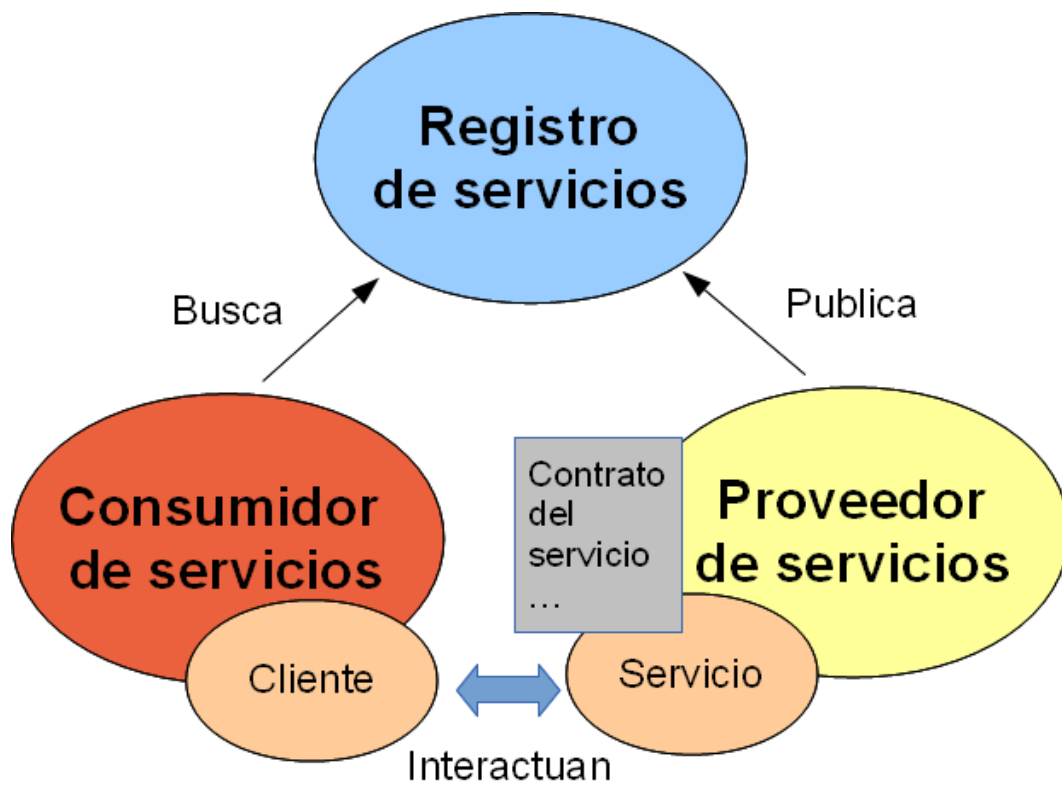 Registro
de servicios
Busca
Publica
Consumidor
de servicios
Contrato
del
servicio
...
Proveedor
de servicios
Cliente
Servicio
Interactuan